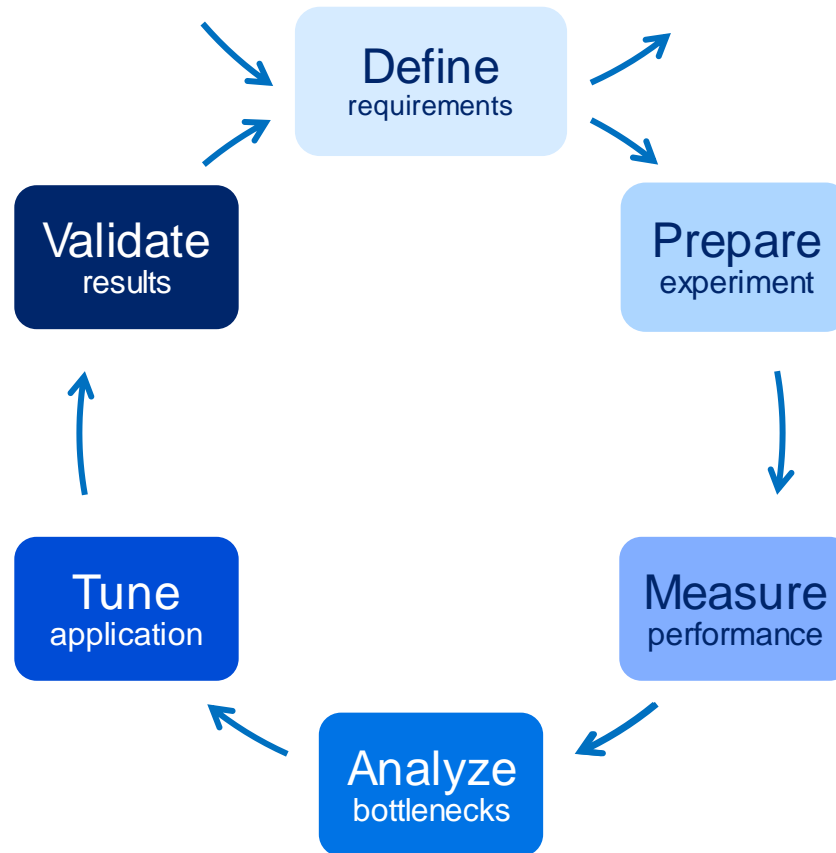 Define
requirements
Prepare
experiment
Measure
performance
Analyze
bottlenecks
Tune
application
Validate
results